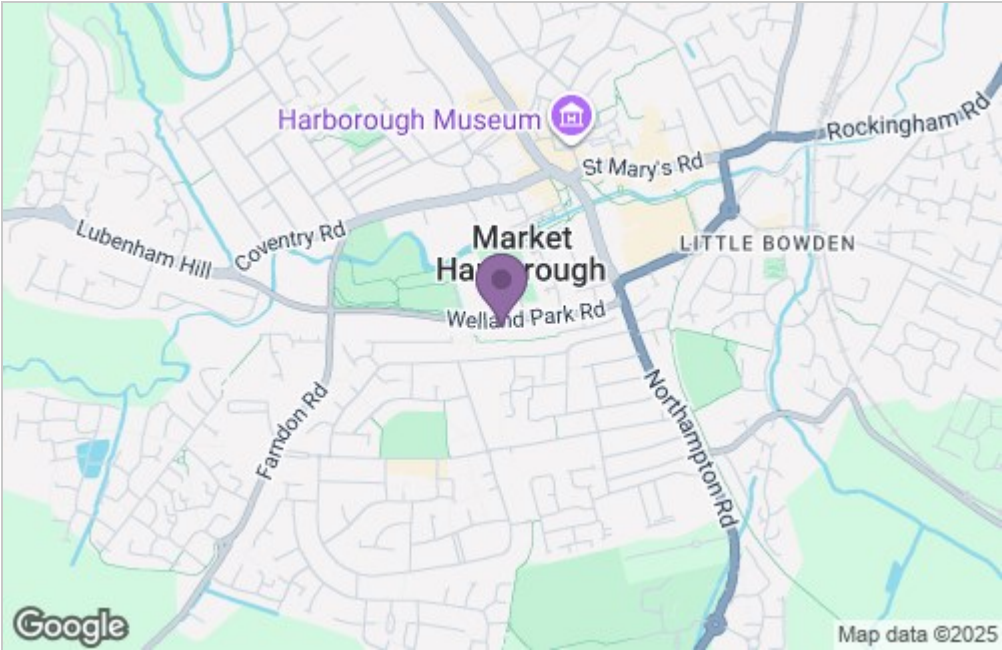 Harborough Museum
Rockingham Rd
St Mary's Rd
Coventry Rd
Lubenham Hill
Market
Harborough
LITTLE BOWDEN
Welland Park Rd
Farndon Rd
Northampton Rd
Google
Map data ©2025